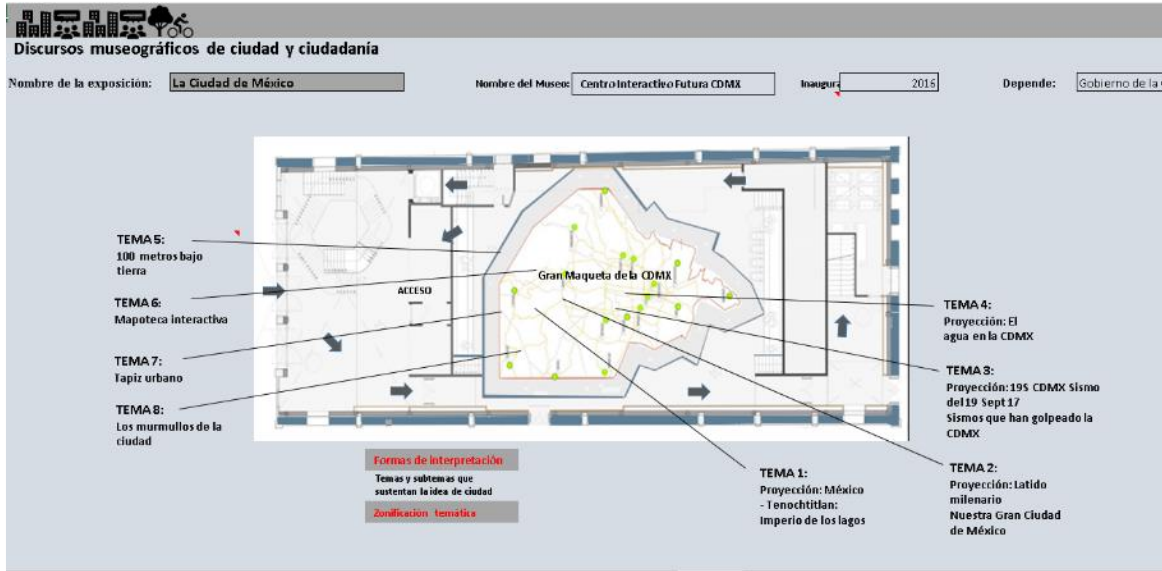 Discursos museográficos de ciudad y ciudadanía
Nombre de la exposición: La Ciudad de México Nombre del Museo: Centro Interactivo Futura CDMX Inaugura 2016 Depende: Gobierno de la
TEMA 5:
100 metros bajo
tierra
TEMA 6:
Mapoteca interactiva
TEMA 7:
Tapiz urbano
TEMA 8:
Los murmullos de la
ciudad
ACCESO
Gran Maqueta de la CDMX
TEMA 4:
Proyección: El
agua en la CDMX
TEMA 3:
Proyección: 19S CDMX Sismo
del 19 Sept 17
Sismos que han golpeado la
CDMX
TEMA 2:
Proyección: Latido
milenario
Nuestra Gran Ciudad
de México
TEMA 1:
Proyección: México
- Tenochtitlan:
Imperio de los lagos
Formas de interpretación
Temas y subtemas que
sustentan la idea de ciudad
Zonificación temática